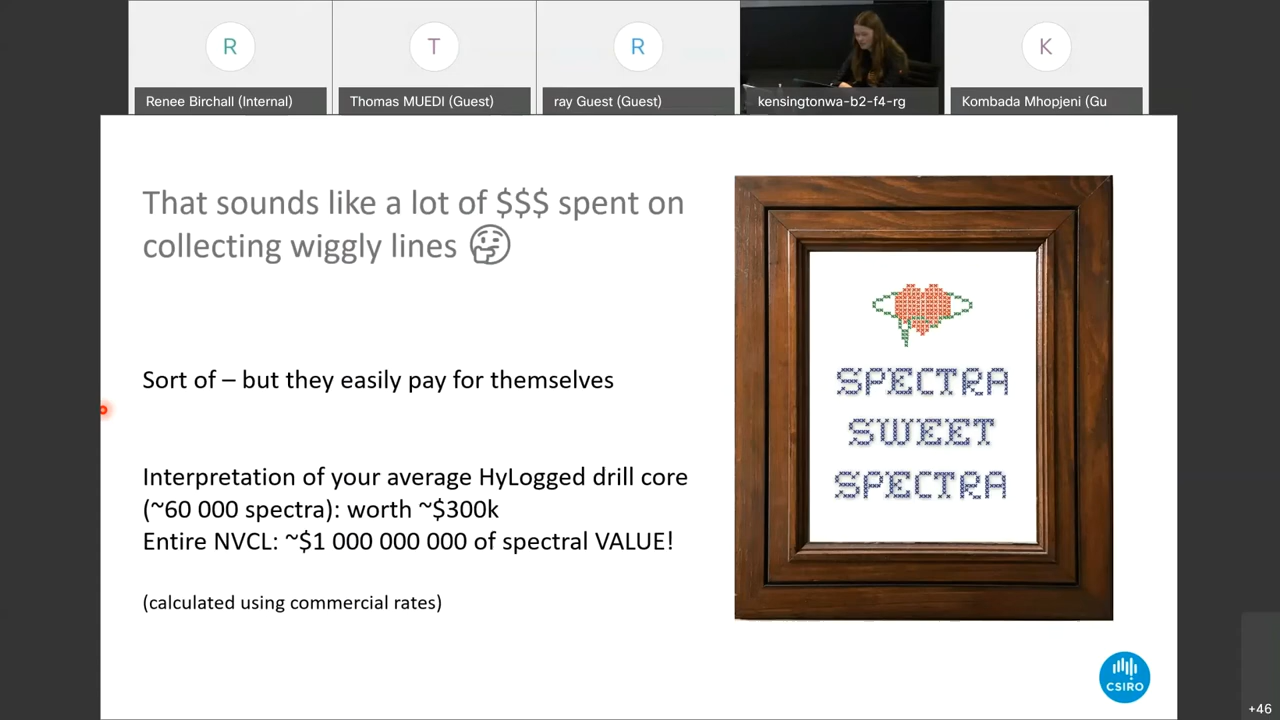 R
T
R
K
Renee Birchall (Internal)
Thomas MUEDI (Guest)
ray Guest (Guest)
kensingtonwa-b2-f4-rg
Kombada Mhopjeni (Gu
That sounds like a lot of $$$ spent on
collecting wiggly lines 🤔
Sort of – but they easily pay for themselves
Interpretation of your average HyLogged drill core
(~60 000 spectra): worth ~$300k
Entire NVCL: ~$1 000 000 000 of spectral VALUE!
(calculated using commercial rates)
SPECTRA
SWEET
SPECTRA
CSIRO
+46